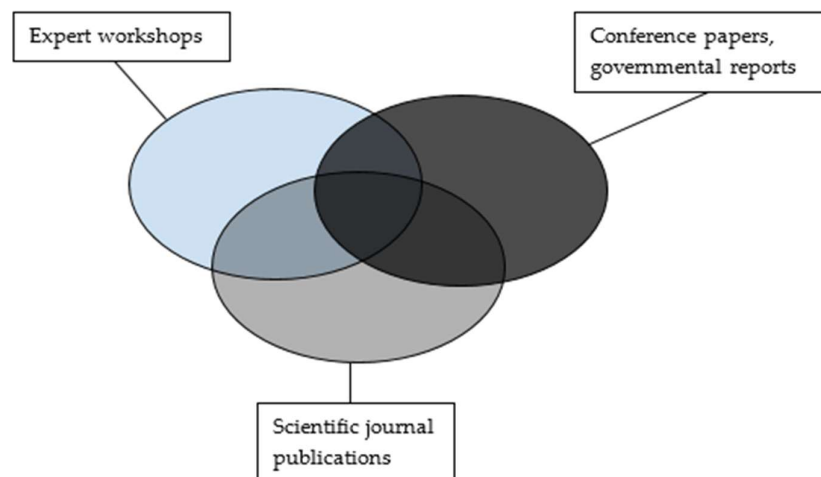 Expert workshops
Conference papers,
governmental reports
Scientific journal
publications